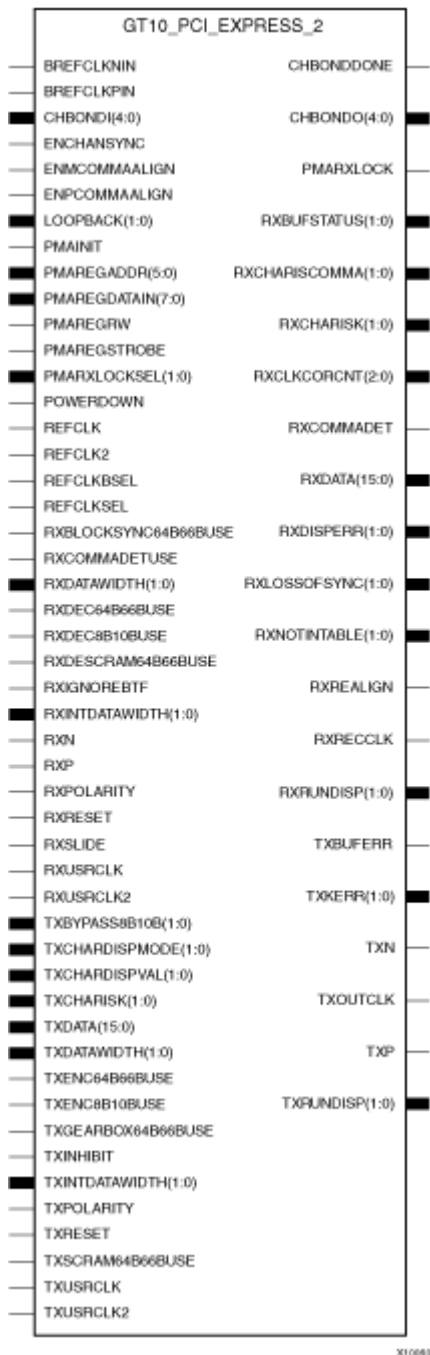 GT10_PCI_EXPRESS_2
BREFCLKNIN CHBONDDONE
BREFCLKPIN
CHBONDI(4:0) CHBONDO(4:0)
ENCHANSYNC
ENMCOMMAALIGN PMARXLOCK
ENPCOMMAALIGN
LOOPBACK(1:0) RXBUFSTATUS(1:0)
PMAINIT
PMAREGADDR(5:0) RXCHARISCOMMA(1:0)
PMAREGDATAIN(7:0)
PMAREGRW RXCHARISK(1:0)
PMAREGSTROBE
PMARXLOCKSEL(1:0) RXCLKCORCNT(2:0)
POWERDOWN
REFCLK RXCOMMADET
REFCLK2
REFCLKBSEL RXDATA(15:0)
REFCLKSEL
RXBLOCKSYNC64B66BUSE RXDISPERR(1:0)
RXCOMMADETUSE
RXDATAWIDTH(1:0) RXLOSSOFSYNC(1:0)
RXDEC64B66BUSE
RXDEC8B10BUSE RXNOTINTABLE(1:0)
RXDESCRAM64B66BUSE
RXIGNOREBTF RXREALIGN
RXINTDATAWIDTH(1:0)
RXN RXRECCLK
RXP
RXPOLARITY RXRUNDISP(1:0)
RXRESET
RXSLIDE TXBUFERR
RXUSRCLK
RXUSRCLK2 TXKERR(1:0)
TXBYPASS8B10B(1:0)
TXCHARDISPMODE(1:0) TXN
TXCHARDISPVAL(1:0)
TXCHARISK(1:0) TXOUTCLK
TXDATA(15:0)
TXDATAWIDTH(1:0) TXP
TXENC64B66BUSE
TXENC8B10BUSE TXRUNDISP(1:0)
TXGEARBOX64B66BUSE
TXINHIBIT
TXINTDATAWIDTH(1:0)
TXPOLARITY
TXRESET
TXSCRAM64B66BUSE
TXUSRCLK
TXUSRCLK2